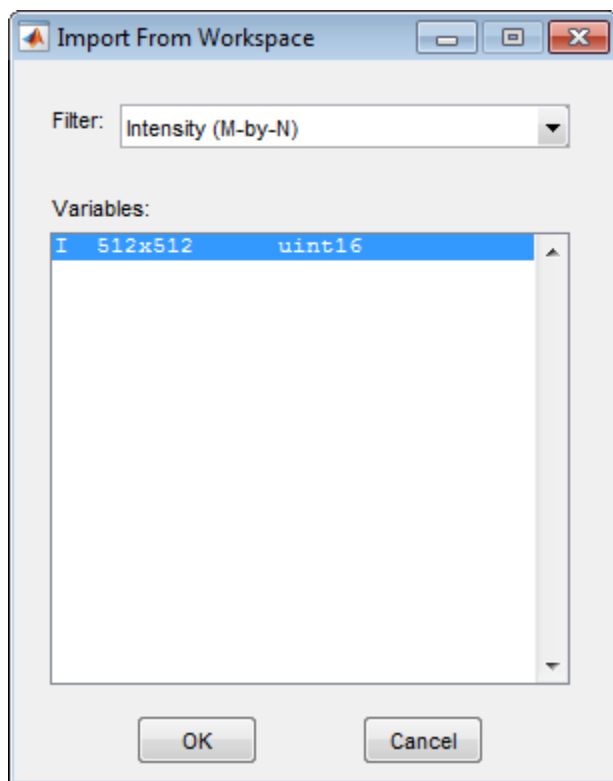 Import From Workspace
Filter: Intensity (M-by-N)
Variables:
I 512x512 uint16
OK Cancel